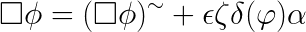 □ϕ = (□ϕ)^∼ + ϵζδ(φ)α